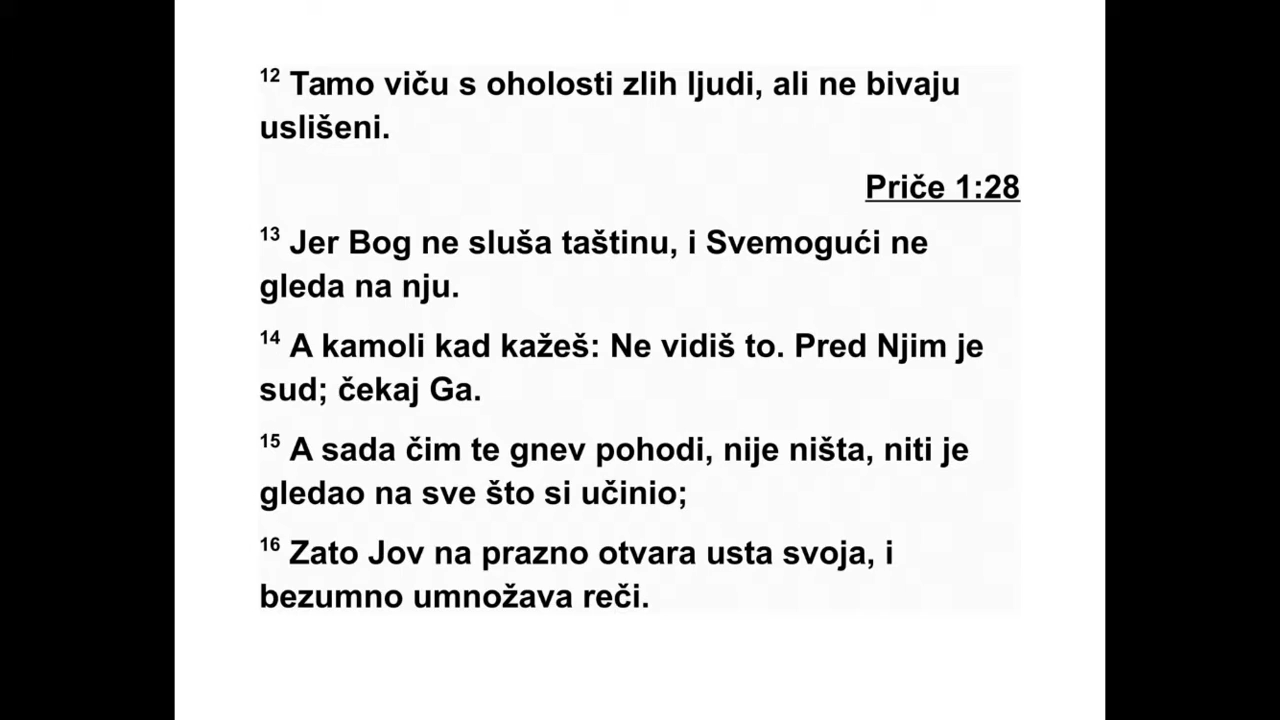 12 Tamo viču s oholosti zlih ljudi, ali ne bivaju
uslišeni.
Priče 1:28
13 Jer Bog ne sluša taštinu, i Svemogući ne
gleda na nju.
14 A kamoli kad kažeš: Ne vidiš to. Pred Njim je
sud; čekaj Ga.
15 A sada čim te gnev pohodi, nije ništa, niti je
gledao na sve što si učinio;
16 Zato Jov na prazno otvara usta svoja, i
bezumno umnožava reči.